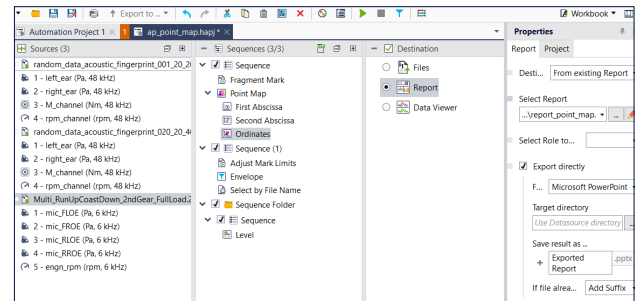 Export to ...
Workbook
Automation Project 1
1
ap_point_map.hapj*
Properties
Sources (3)
Sequences (3/3)
Destination
Report
Project
random_data_acoustic_fingerprint_001_20_20
1 - left_ear (Pa, 48 kHz)
2 - right_ear (Pa, 48 kHz)
3 - M_channel (Nm, 48 kHz)
4 - rpm_channel (rpm, 48 kHz)
random_data_acoustic_fingerprint_020_20_40
1 - left_ear (Pa, 48 kHz)
2 - right_ear (Pa, 48 kHz)
3 - M_channel (Nm, 48 kHz)
4 - rpm_channel (rpm, 48 kHz)
Multi_RunUpCoastDown_2ndGear_FullLoad.2
1 - mic_FLOE (Pa, 6 kHz)
2 - mic_FROE (Pa, 6 kHz)
3 - mic_RLOE (Pa, 6 kHz)
4 - mic_RROE (Pa, 6 kHz)
5 - engn_rpm (rpm, 6 kHz)
Sequence
Fragment Mark
Point Map
First Abscissa
Second Abscissa
Ordinates
Sequence (1)
Adjust Mark Limits
Envelope
Select by File Name
Sequence Folder
Sequence
Level
Files
Report
Data Viewer
Desti... From existing Report
Select Report
...\report_point_map. ...
Select Role to...
Export directly
F... Microsoft PowerPoint
Target directory
Use Datasource directory ...
Save result as ...
+ Exported Report .pptx
If file alrea... Add Suffix